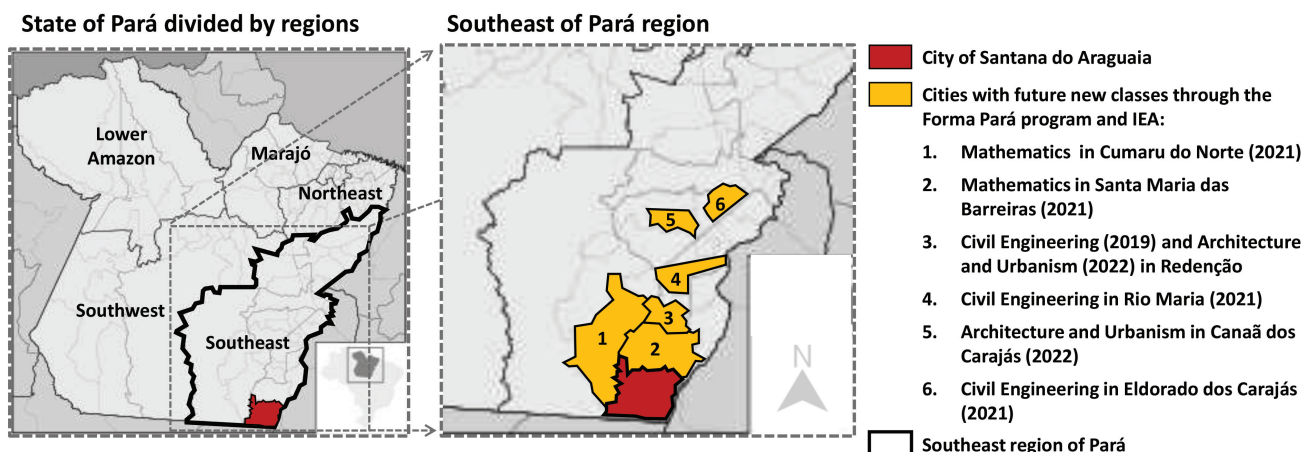 State of Pará divided by regions
Lower
Amazon
Marajó
Northeast
Southwest
Southeast
Southeast of Pará region
6
5
4
3
1
2
N
City of Santana do Araguaia
Cities with future new classes through the
Forma Pará program and IEA:
1. Mathematics in Cumaru do Norte (2021)
2. Mathematics in Santa Maria das
Barreiras (2021)
3. Civil Engineering (2019) and Architecture
and Urbanism (2022) in Redenção
4. Civil Engineering in Rio Maria (2021)
5. Architecture and Urbanism in Canaã dos
Carajás (2022)
6. Civil Engineering in Eldorado dos Carajás
(2021)
Southeast region of Pará